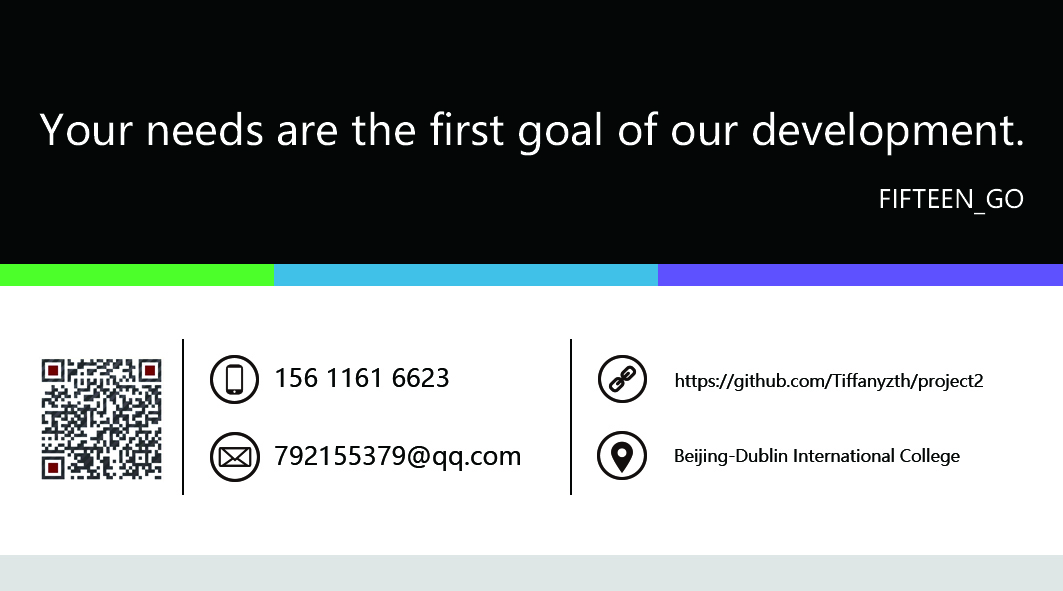 Your needs are the first goal of our development.
FIFTEEN_GO
156 1161 6623
792155379@qq.com
https://github.com/Tiffanyzth/project2
Beijing-Dublin International College